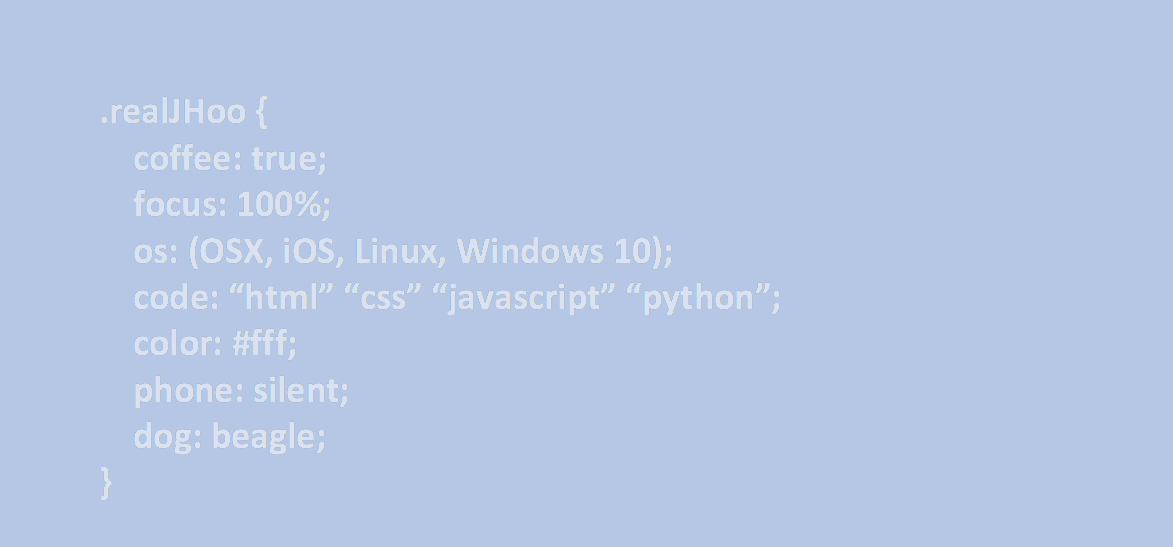 .realJHoo {
coffee: true;
focus: 100%;
os: (OSX, iOS, Linux, Windows 10);
code: “html” “css” “javascript” “python”;
color: #fff;
phone: silent;
dog: beagle;
}